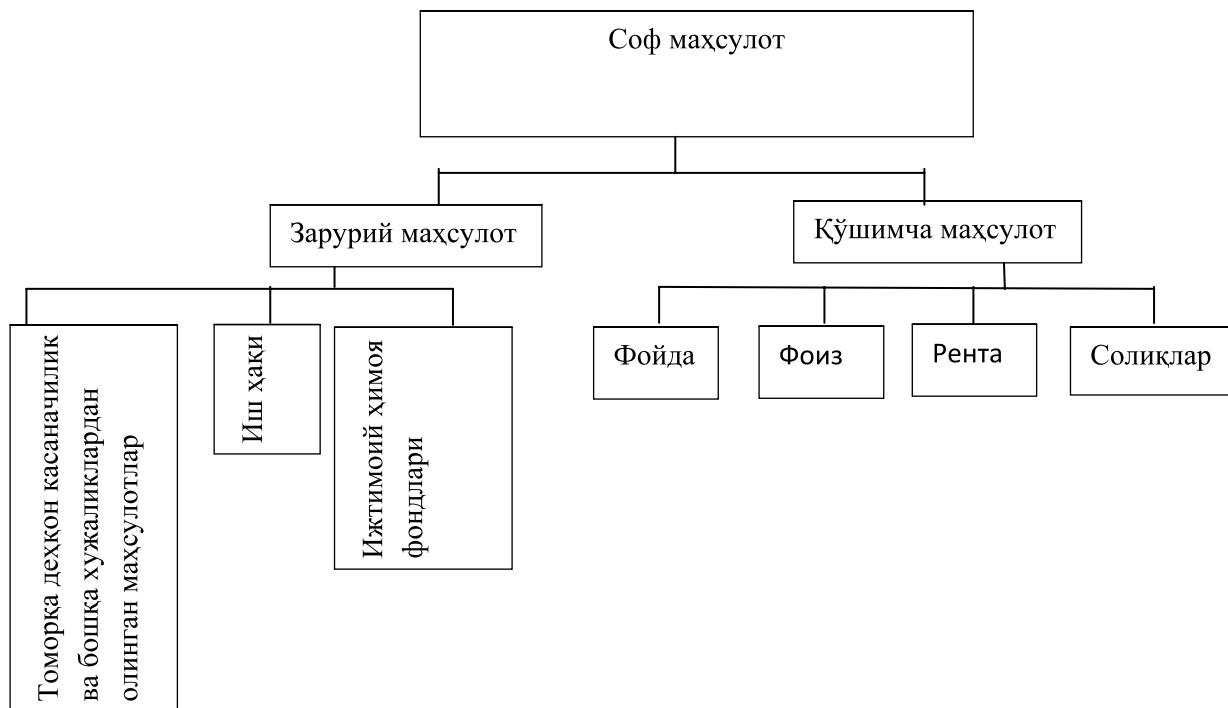 Соф маҳсулот
Зарурий маҳсулот
Қўшимча маҳсулот
Томорқа деҳқон касаначилик
ва бошқа хужаликлардан
олинган маҳсулотлар
Иш ҳақи
Ижтимоий ҳимоя
фондлари
Фойда
Фоиз
Рента
Солиқлар